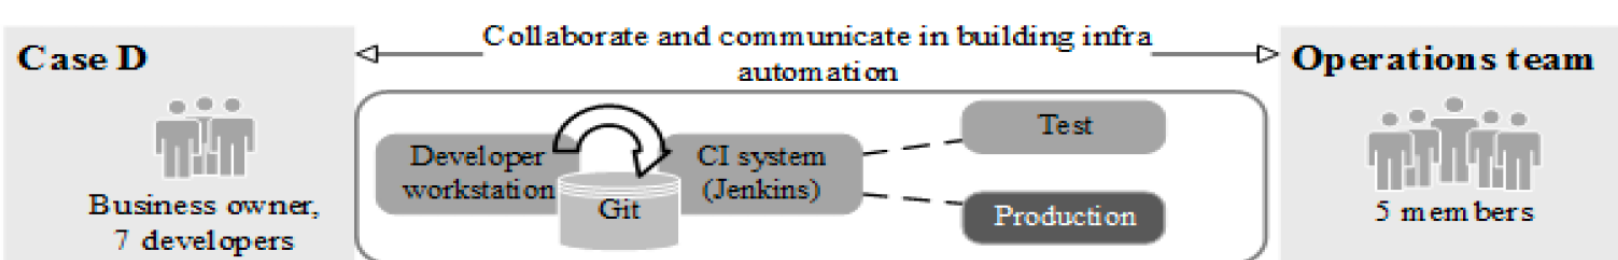 Case D
Collaborate and communicate in building infra
automation
Operations team
Developer
workstation
Git
CI system
(Jenkins)
Test
Production
Business owner,
7 developers
5 members